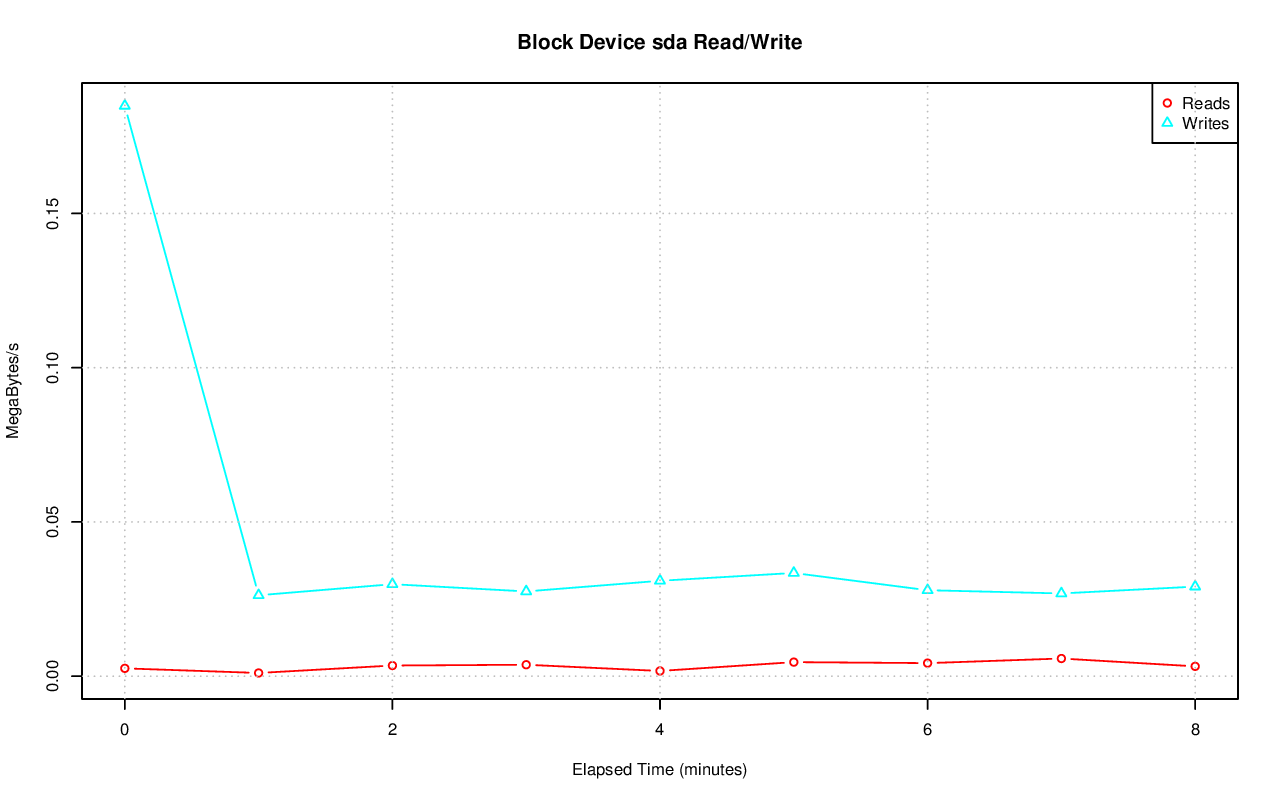 Block Device sda Read/Write
Reads
Writes
0.15
0.10
0.05
0.00
MegaBytes/s
0 2 4 6 8
Elapsed Time (minutes)